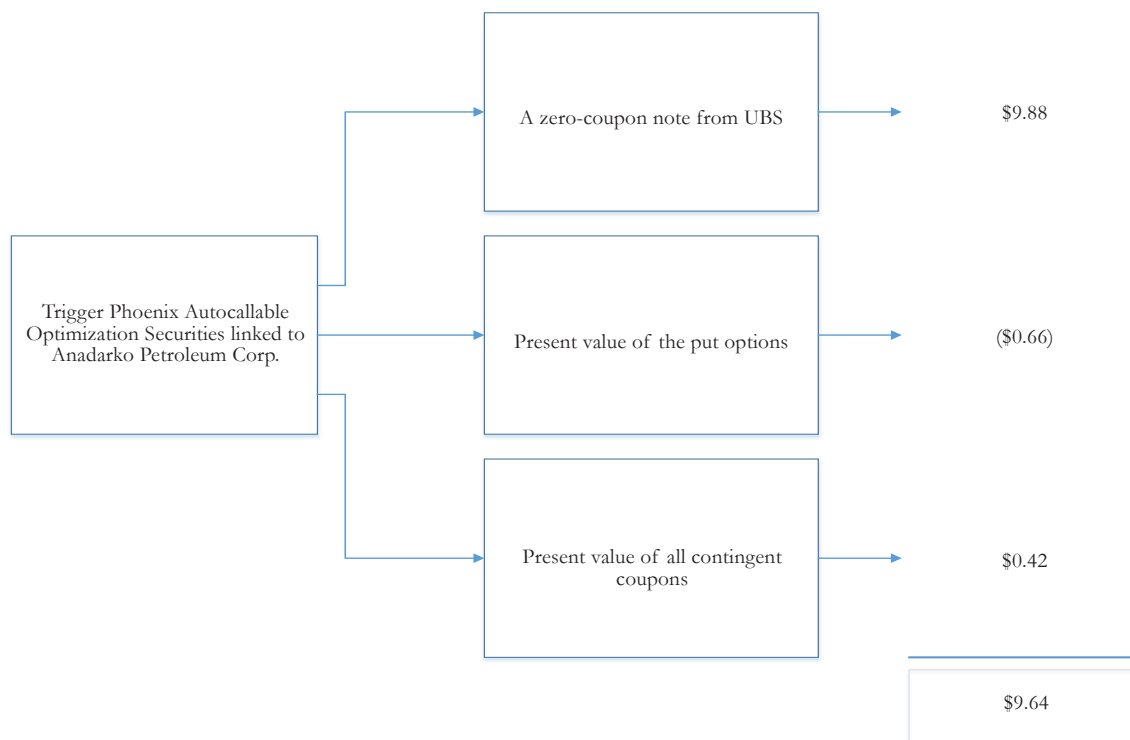 A zero-coupon note from UBS
$9.88
Trigger Phoenix Autocallable
Optimization Securities linked to
Anadarko Petroleum Corp.
Present value of the put options
($0.66)
Present value of all contingent
coupons
$0.42
$9.64